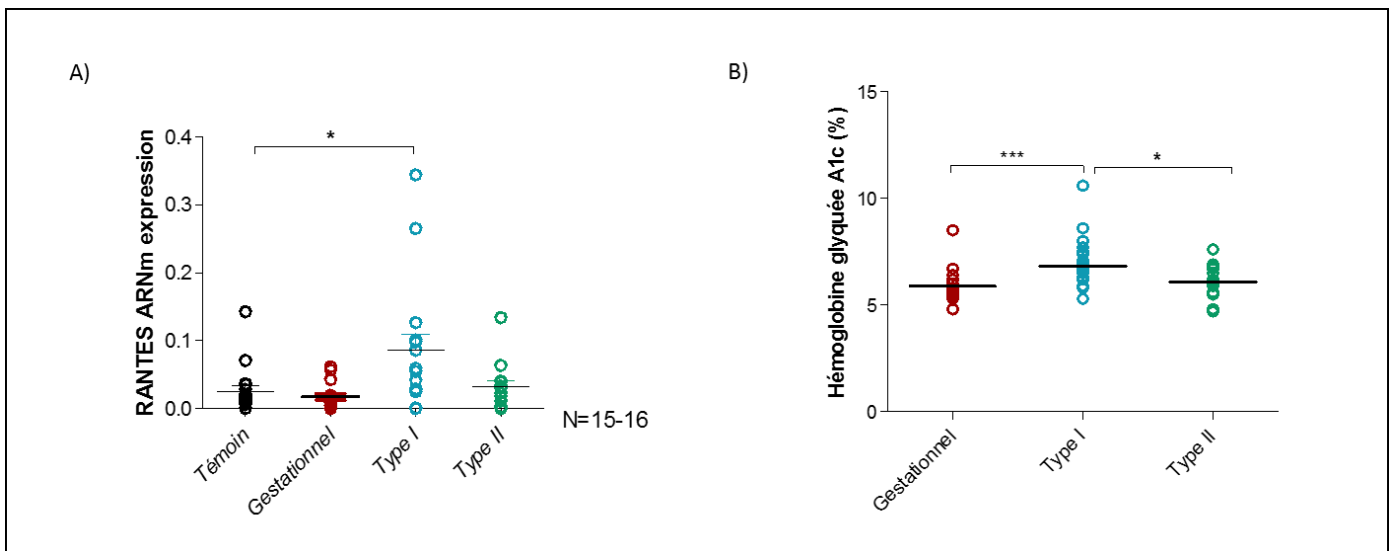 A)
RANTES ARNm expression
0.4
0.3
0.2
0.1
0.0
*
Témoin
Gestationnel
Type I
Type II
N=15-16
B)
Hémoglobine glyquée A1c (%)
15
10
5
0
***
*
Gestationnel
Type I
Type II